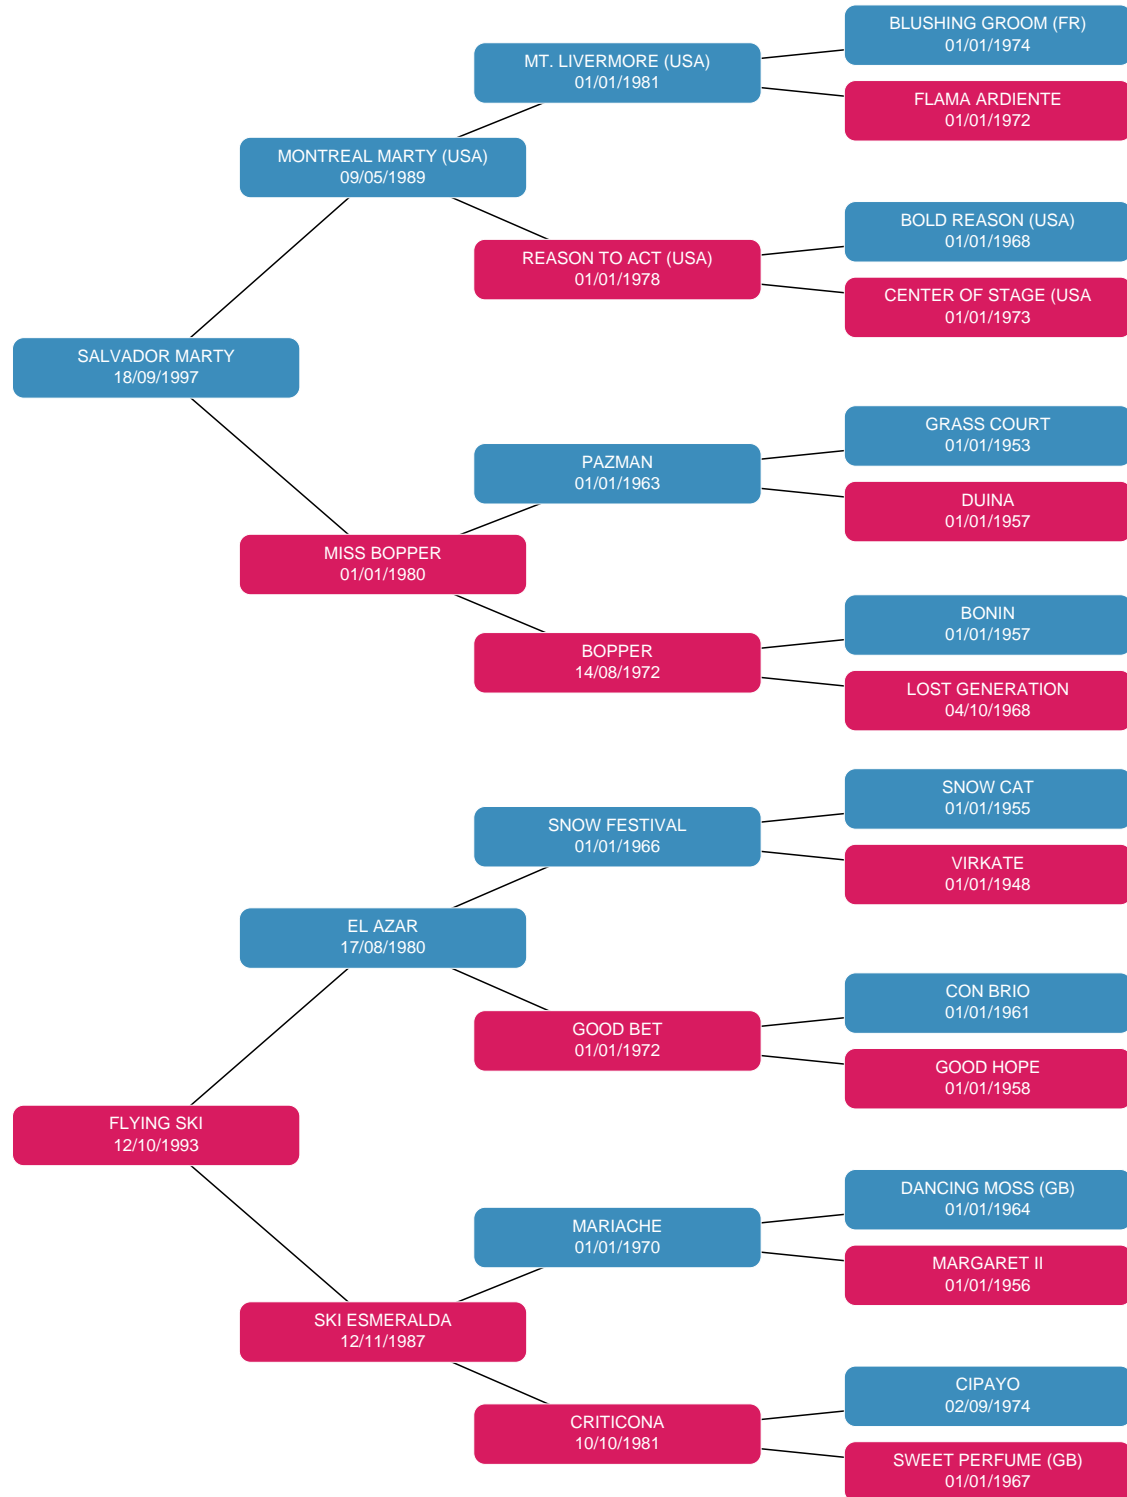 BLUSHING GROOM (FR)
01/01/1974
MT. LIVERMORE (USA)
01/01/1981
FLAMA ARDIENTE
01/01/1972
MONTREAL MARTY (USA)
09/05/1989
BOLD REASON (USA)
01/01/1968
REASON TO ACT (USA)
01/01/1978
CENTER OF STAGE (USA
01/01/1973
SALVADOR MARTY
18/09/1997
GRASS COURT
01/01/1953
PAZMAN
01/01/1963
DUINA
01/01/1957
MISS BOPPER
01/01/1980
BONIN
01/01/1957
BOPPER
14/08/1972
LOST GENERATION
04/10/1968
SNOW CAT
01/01/1955
SNOW FESTIVAL
01/01/1966
VIRKATE
01/01/1948
EL AZAR
17/08/1980
CON BRIO
01/01/1961
GOOD BET
01/01/1972
GOOD HOPE
01/01/1958
FLYING SKI
12/10/1993
DANCING MOSS (GB)
01/01/1964
MARIACHE
01/01/1970
MARGARET II
01/01/1956
SKI ESMERALDA
12/11/1987
CIPAYO
02/09/1974
CRITICONA
10/10/1981
SWEET PERFUME (GB)
01/01/1967